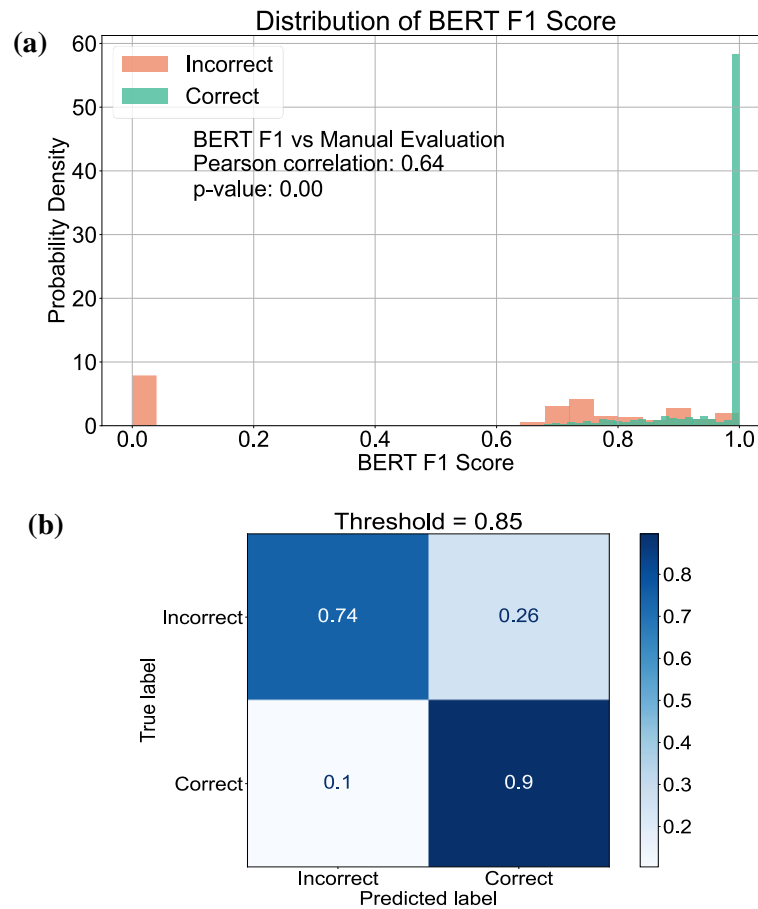 (a)
Distribution of BERT F1 Score
Incorrect
Correct
BERT F1 vs Manual Evaluation
Pearson correlation: 0.64
p-value: 0.00
Probability Density
60
50
40
30
20
10
0
0.0 0.2 0.4 0.6 0.8 1.0
BERT F1 Score
(b)
Threshold = 0.85
True label
Incorrect
0.74 0.26
Correct
0.1 0.9
Incorrect Correct
Predicted label
0.8
0.7
0.6
0.5
0.4
0.3
0.2